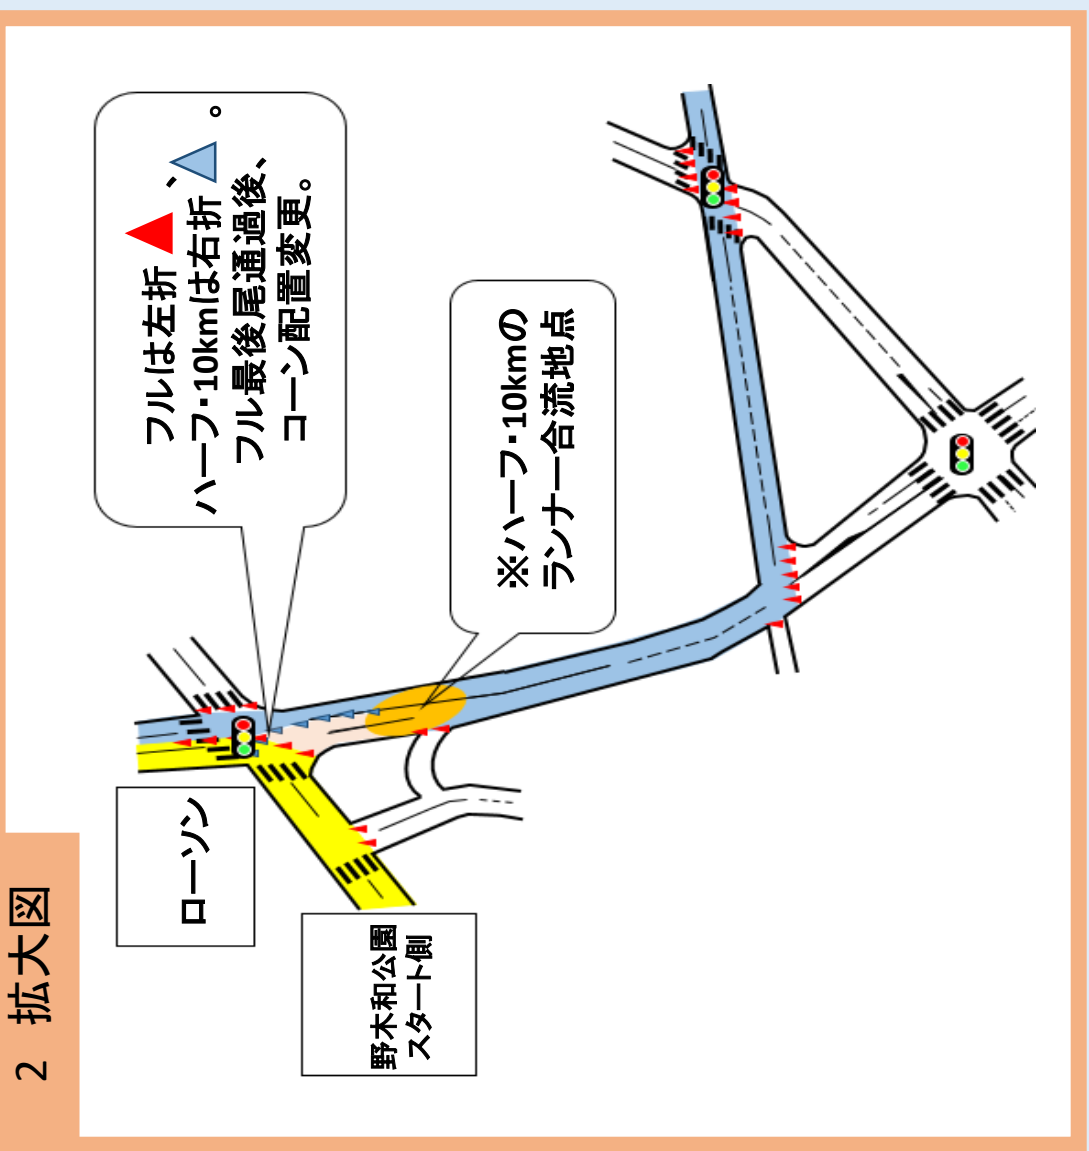 2 拡大図
フルは左折▲、
ハーフ・10kmは右折△。
フル最後尾通過後、
コーン配置変更。
※ハーフ・10kmの
ランナー合流地点
ローソン
野木和公園
スタート側